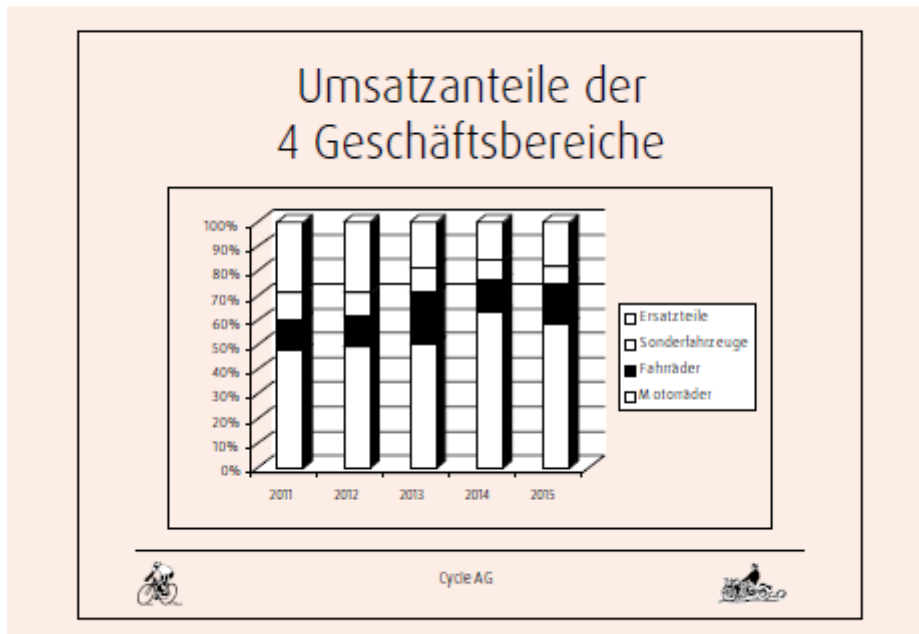 Umsatzanteile der
4 Geschäftsbereiche
100%
90%
80%
70%
60%
50%
40%
30%
20%
10%
0%
2011 2012 2013 2014 2015
Ersatzteile
Sonderfahrzeuge
Fahrräder
Motorräder
Cycle AG